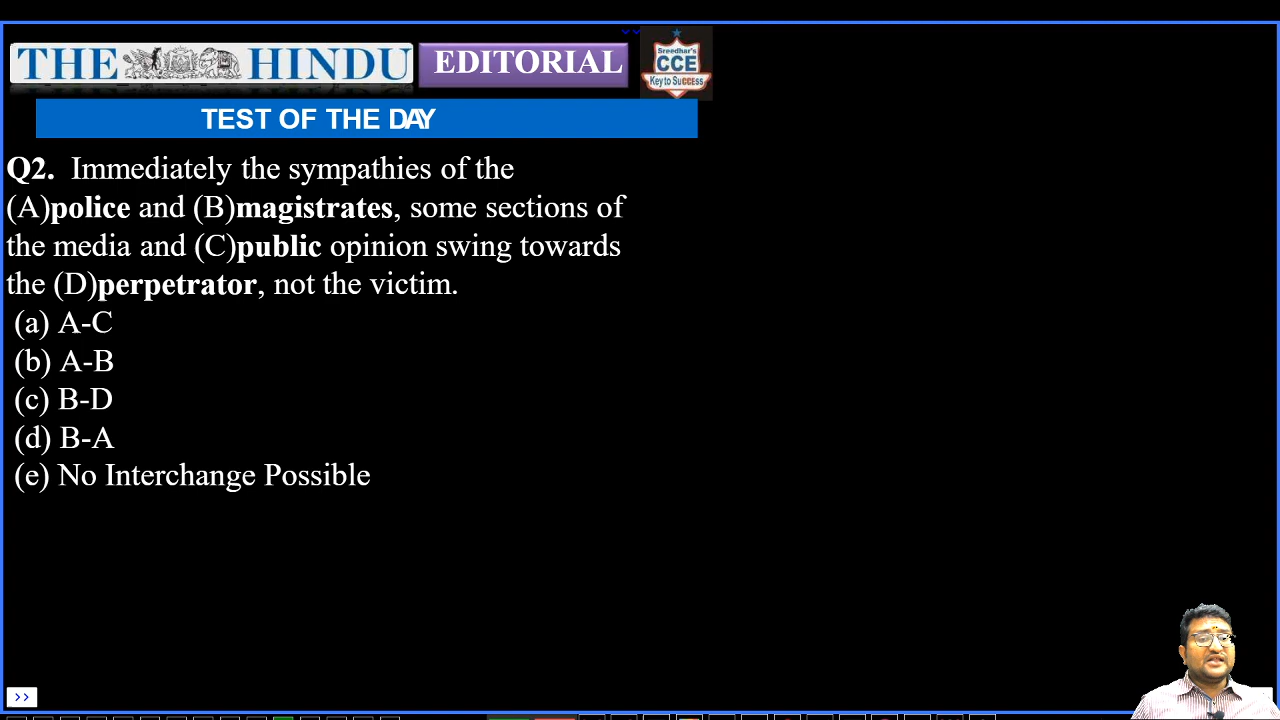 THE HINDU EDITORIAL
Sreedhar's
CCE
Key to Success
TEST OF THE DAY
Q2. Immediately the sympathies of the
(A)police and (B)magistrates, some sections of
the media and (C)public opinion swing towards
the (D)perpetrator, not the victim.
(a) A-C
(b) A-B
(c) B-D
(d) B-A
(e) No Interchange Possible
>>